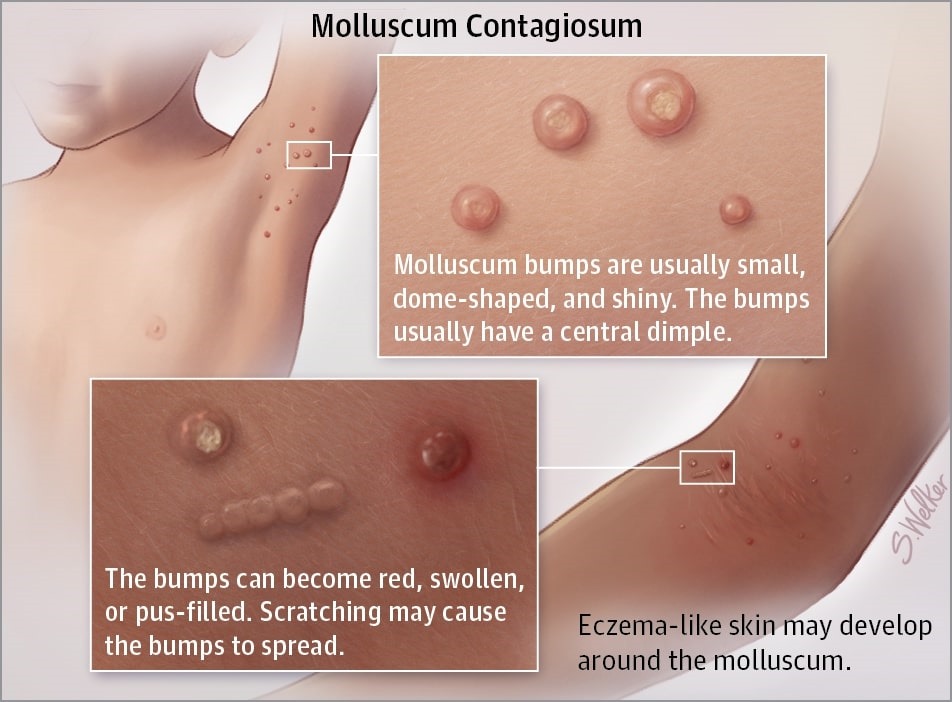 Molluscum Contagiosum
Molluscum bumps are usually small,
dome-shaped, and shiny. The bumps
usually have a central dimple.
The bumps can become red, swollen,
or pus-filled. Scratching may cause
the bumps to spread.
Eczema-like skin may develop
around the molluscum.
S.Welker